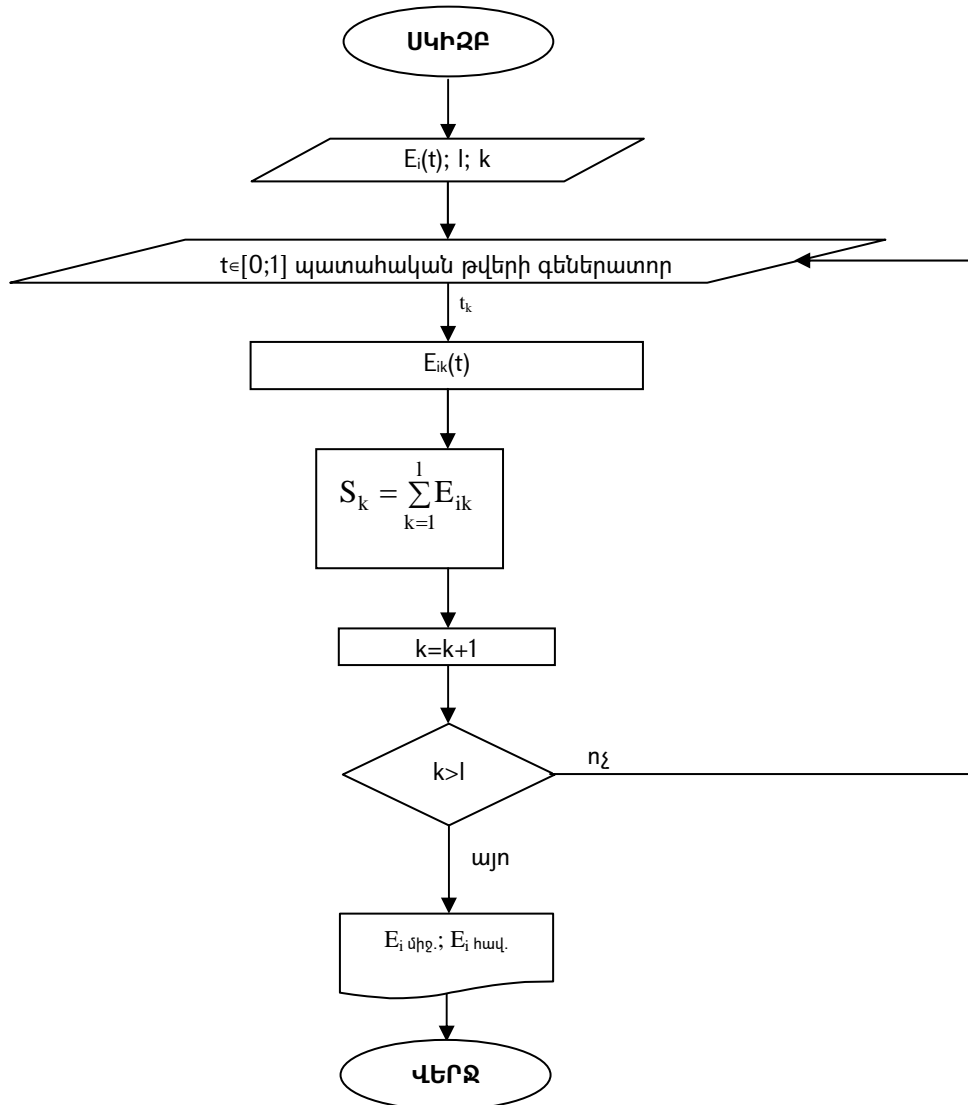 ՍԿԻԶԲ
Eᵢ(t); l; k
t∈[0;1] պատահական թվերի գեներատոր
tₖ
Eᵢₖ(t)
l
Sₖ = ∑Eᵢₖ
k=1
k=k+1
k>l
ոչ
այո
Eᵢ միջ.; Eᵢ հավ.
ՎԵՐՋ